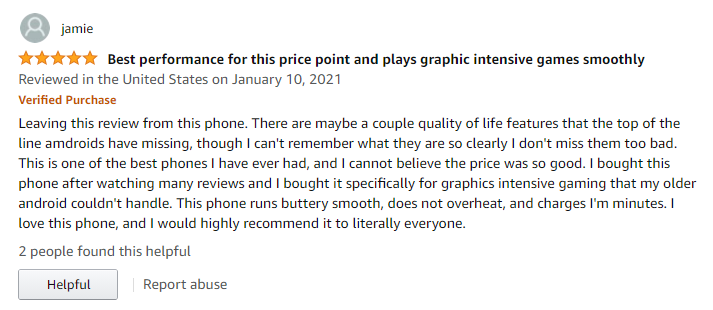 jamie
Best performance for this price point and plays graphic intensive games smoothly
Reviewed in the United States on January 10, 2021
Verified Purchase
Leaving this review from this phone. There are maybe a couple quality of life features that the top of the
line amdroids have missing, though I can't remember what they are so clearly I don't miss them too bad.
This is one of the best phones I have ever had, and I cannot believe the price was so good. I bought this
phone after watching many reviews and I bought it specifically for graphics intensive gaming that my older
android couldn't handle. This phone runs buttery smooth, does not overheat, and charges I'm minutes. I
love this phone, and I would highly recommend it to literally everyone.
2 people found this helpful
Helpful
Report abuse